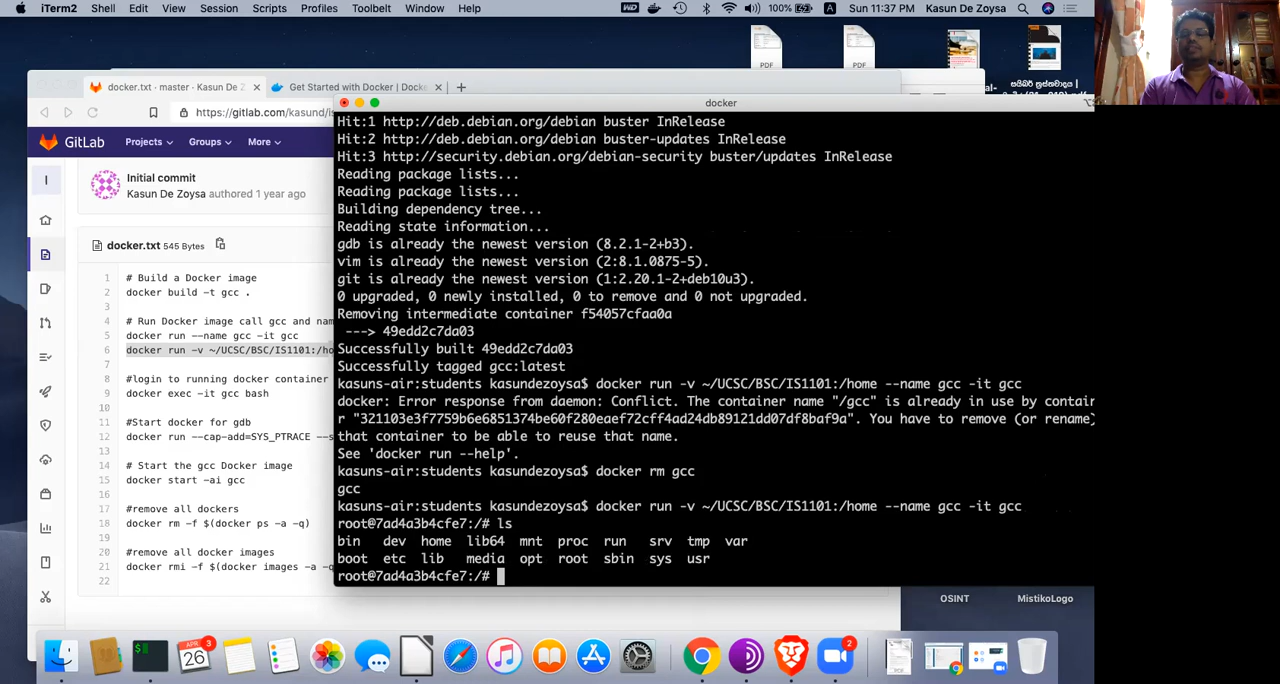 iTerm2 Shell Edit View Session Scripts Profiles Toolbelt Window Help 100% A Sun 11:37 PM Kasun De Zoysa
PDF PDF
docker.txt · master · Kasun De Z Get Started with Docker | Docke
https://gitlab.com/kasund/is
docker
GitLab Projects Groups More
I
Initial commit
Kasun De Zoysa authored 1 year ago
docker.txt 545 Bytes
1 # Build a Docker image
2 docker build -t gcc .
3
4 # Run Docker image call gcc and nam
5 docker run --name gcc -it gcc
6 docker run -v ~/UCSC/BSC/IS1101:/ho
7
8 #login to running docker container
9 docker exec -it gcc bash
10
11 #Start docker for gdb
12 docker run --cap-add=SYS_PTRACE --s
13
14 # Start the gcc Docker image
15 docker start -ai gcc
16
17 #remove all dockers
18 docker rm -f $(docker ps -a -q)
19
20 #remove all docker images
21 docker rmi -f $(docker images -a -q
22
Hit:1 http://deb.debian.org/debian buster InRelease
Hit:2 http://deb.debian.org/debian buster-updates InRelease
Hit:3 http://security.debian.org/debian-security buster/updates InRelease
Reading package lists...
Reading package lists...
Building dependency tree...
Reading state information...
gdb is already the newest version (8.2.1-2+b3).
vim is already the newest version (2:8.1.0875-5).
git is already the newest version (1:2.20.1-2+deb10u3).
0 upgraded, 0 newly installed, 0 to remove and 0 not upgraded.
Removing intermediate container f54057cfaa0a
---> 49edd2c7da03
Successfully built 49edd2c7da03
Successfully tagged gcc:latest
kasuns-air:students kasundezoysa$ docker run -v ~/UCSC/BSC/IS1101:/home --name gcc -it gcc
docker: Error response from daemon: Conflict. The container name "/gcc" is already in use by contain
r "321103e3f7759b6e6851374be60f280eaef72cff4ad24db89121dd07df8baf9a". You have to remove (or rename)
that container to be able to reuse that name.
See 'docker run --help'.
kasuns-air:students kasundezoysa$ docker rm gcc
gcc
kasuns-air:students kasundezoysa$ docker run -v ~/UCSC/BSC/IS1101:/home --name gcc -it gcc
root@7ad4a3b4cfe7:/# ls
bin dev home lib64 mnt proc run srv tmp var
boot etc lib media opt root sbin sys usr
root@7ad4a3b4cfe7:/#
OSINT MistikoLogo
APR 3
26
2